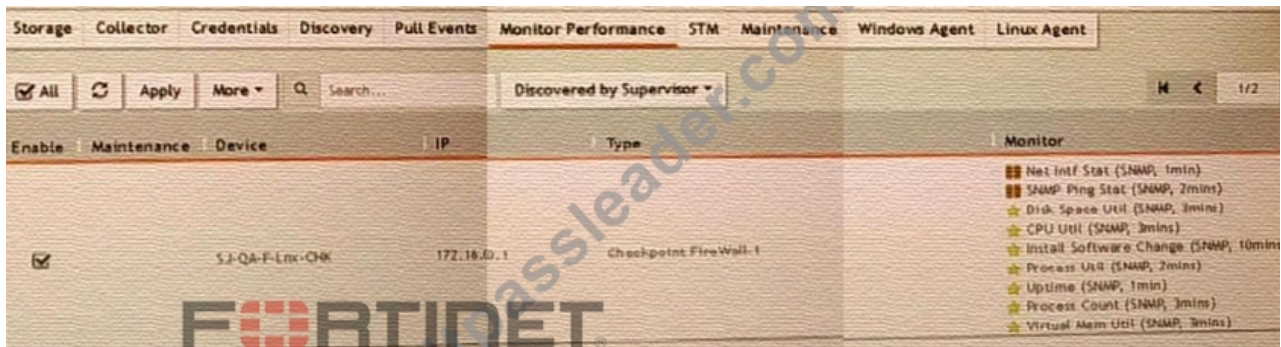 Storage Collector Credentials Discovery Pull Events Monitor Performance STM Maintenance Windows Agent Linux Agent
All Apply More Search... Discovered by Supervisor 1/2
Enable Maintenance Device IP Type Monitor
Net Intf Stat (SNMP, 1min)
SNMP Ping Stat (SNMP, 2mins)
Disk Space Util (SNMP, 3mins)
CPU Util (SNMP, 3mins)
Install Software Change (SNMP, 10mins
SJ-QA-F-Lnx-CHK 172.16.0.1 Checkpoint FireWall-1
Process Util (SNMP, 2mins)
Uptime (SNMP, 1min)
Process Count (SNMP, 3mins)
Virtual Mem Util (SNMP, 3mins)
FORTINET
passleader.com